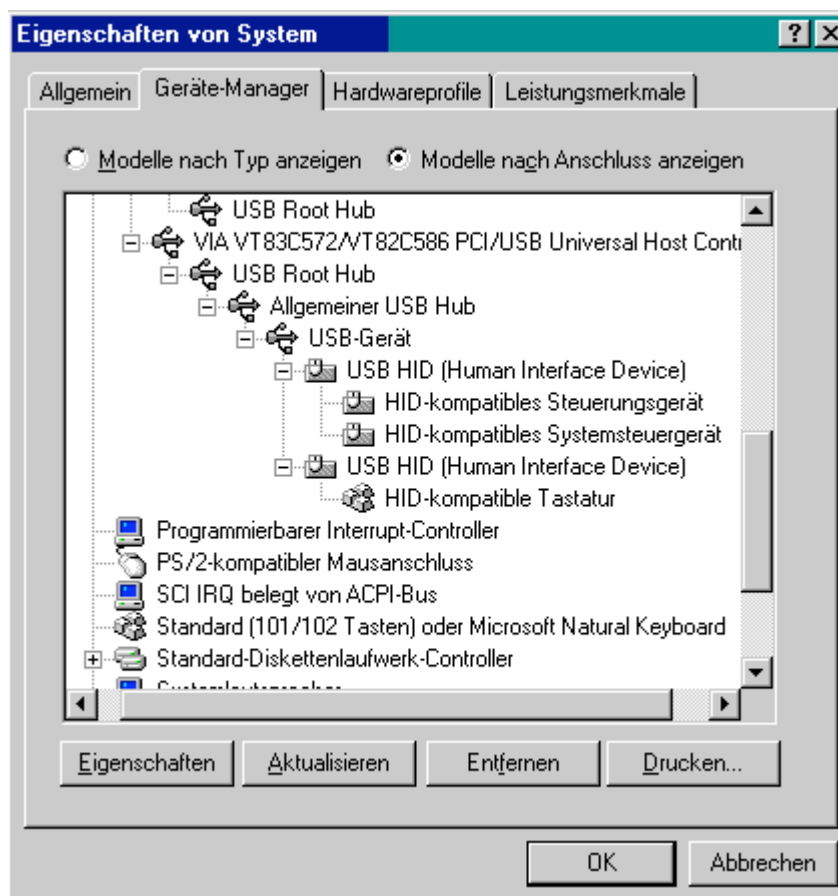 Eigenschaften von System
Allgemein Geräte-Manager Hardwareprofile Leistungsmerkmale
Modelle nach Typ anzeigen Modelle nach Anschluss anzeigen
USB Root Hub
VIA VT83C572/VT82C586 PCI/USB Universal Host Contr
USB Root Hub
Allgemeiner USB Hub
USB-Gerät
USB HID (Human Interface Device)
HID-kompatibles Steuerungsgerät
HID-kompatibles Systemsteuergerät
USB HID (Human Interface Device)
HID-kompatible Tastatur
Programmierbarer Interrupt-Controller
PS/2-kompatibler Mausanschluss
SCI IRQ belegt von ACPI-Bus
Standard (101/102 Tasten) oder Microsoft Natural Keyboard
Standard-Diskettenlaufwerk-Controller
Eigenschaften Aktualisieren Entfernen Drucken...
OK Abbrechen